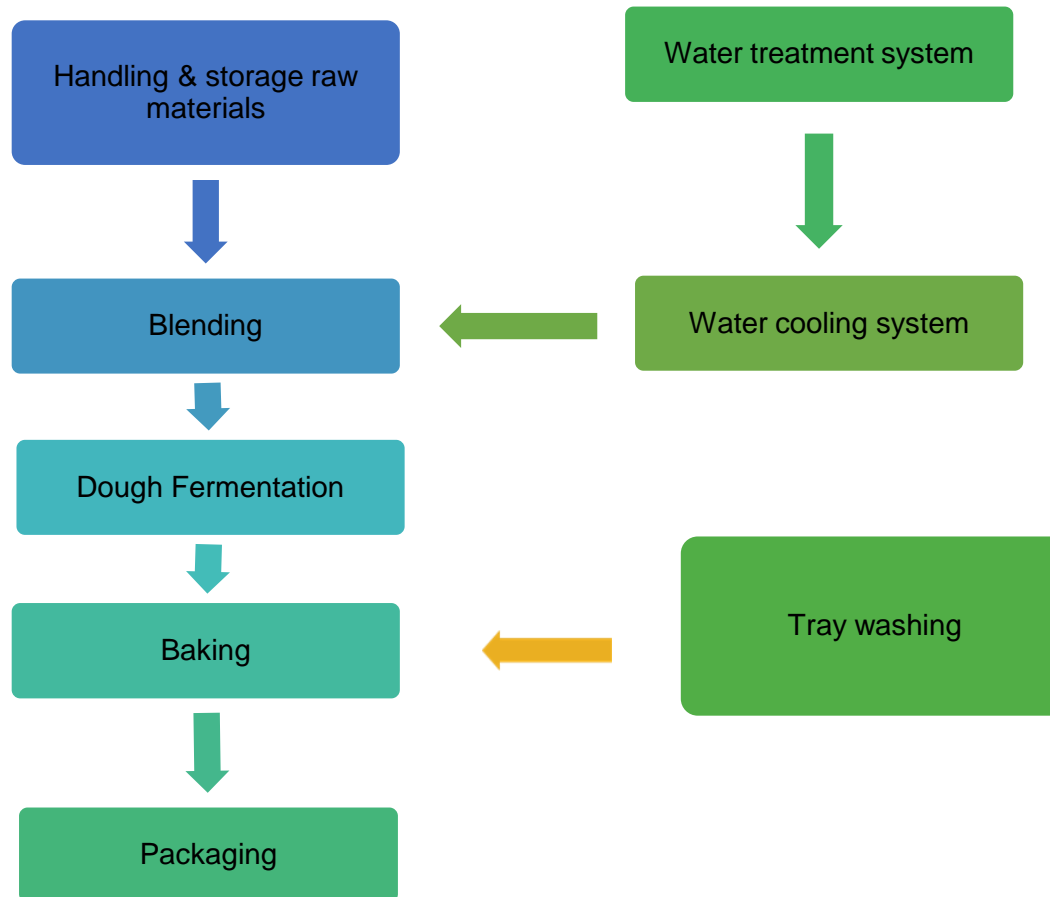 Handling & storage raw
materials
Water treatment system
Blending
Water cooling system
Dough Fermentation
Baking
Tray washing
Packaging